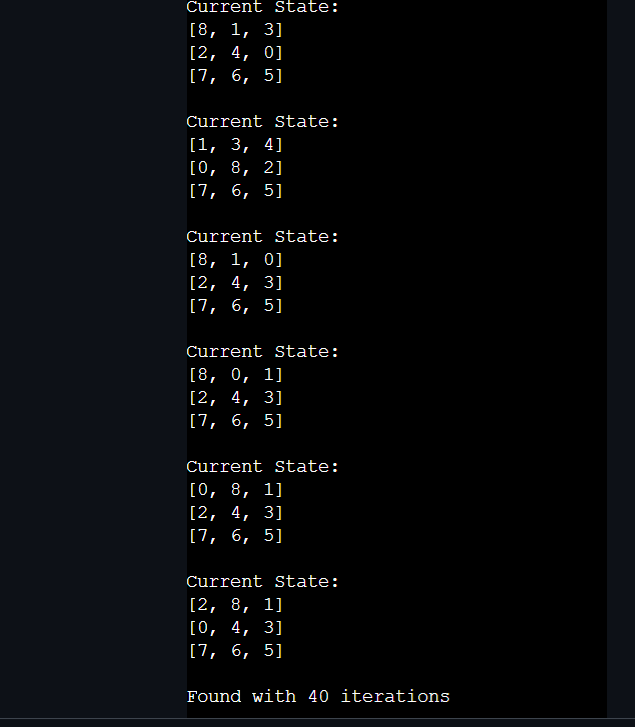 Current State:
[8, 1, 3]
[2, 4, 0]
[7, 6, 5]
Current State:
[1, 3, 4]
[0, 8, 2]
[7, 6, 5]
Current State:
[8, 1, 0]
[2, 4, 3]
[7, 6, 5]
Current State:
[8, 0, 1]
[2, 4, 3]
[7, 6, 5]
Current State:
[0, 8, 1]
[2, 4, 3]
[7, 6, 5]
Current State:
[2, 8, 1]
[0, 4, 3]
[7, 6, 5]
Found with 40 iterations